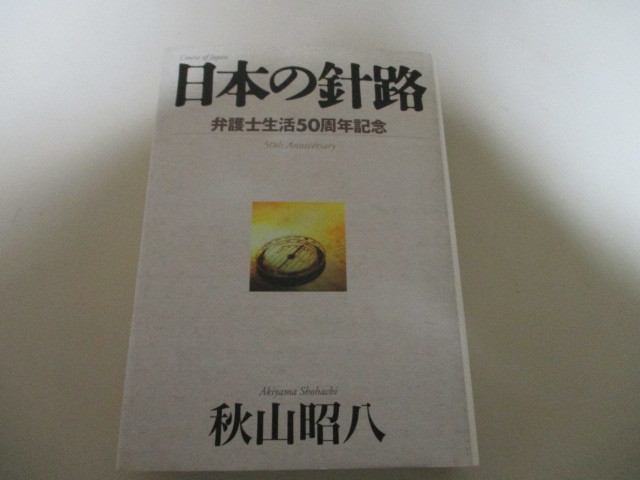 Course of Japan
日本の針路
弁護士生活50周年記念
50th Anniversary
Akiyama Shohachi
秋山昭八